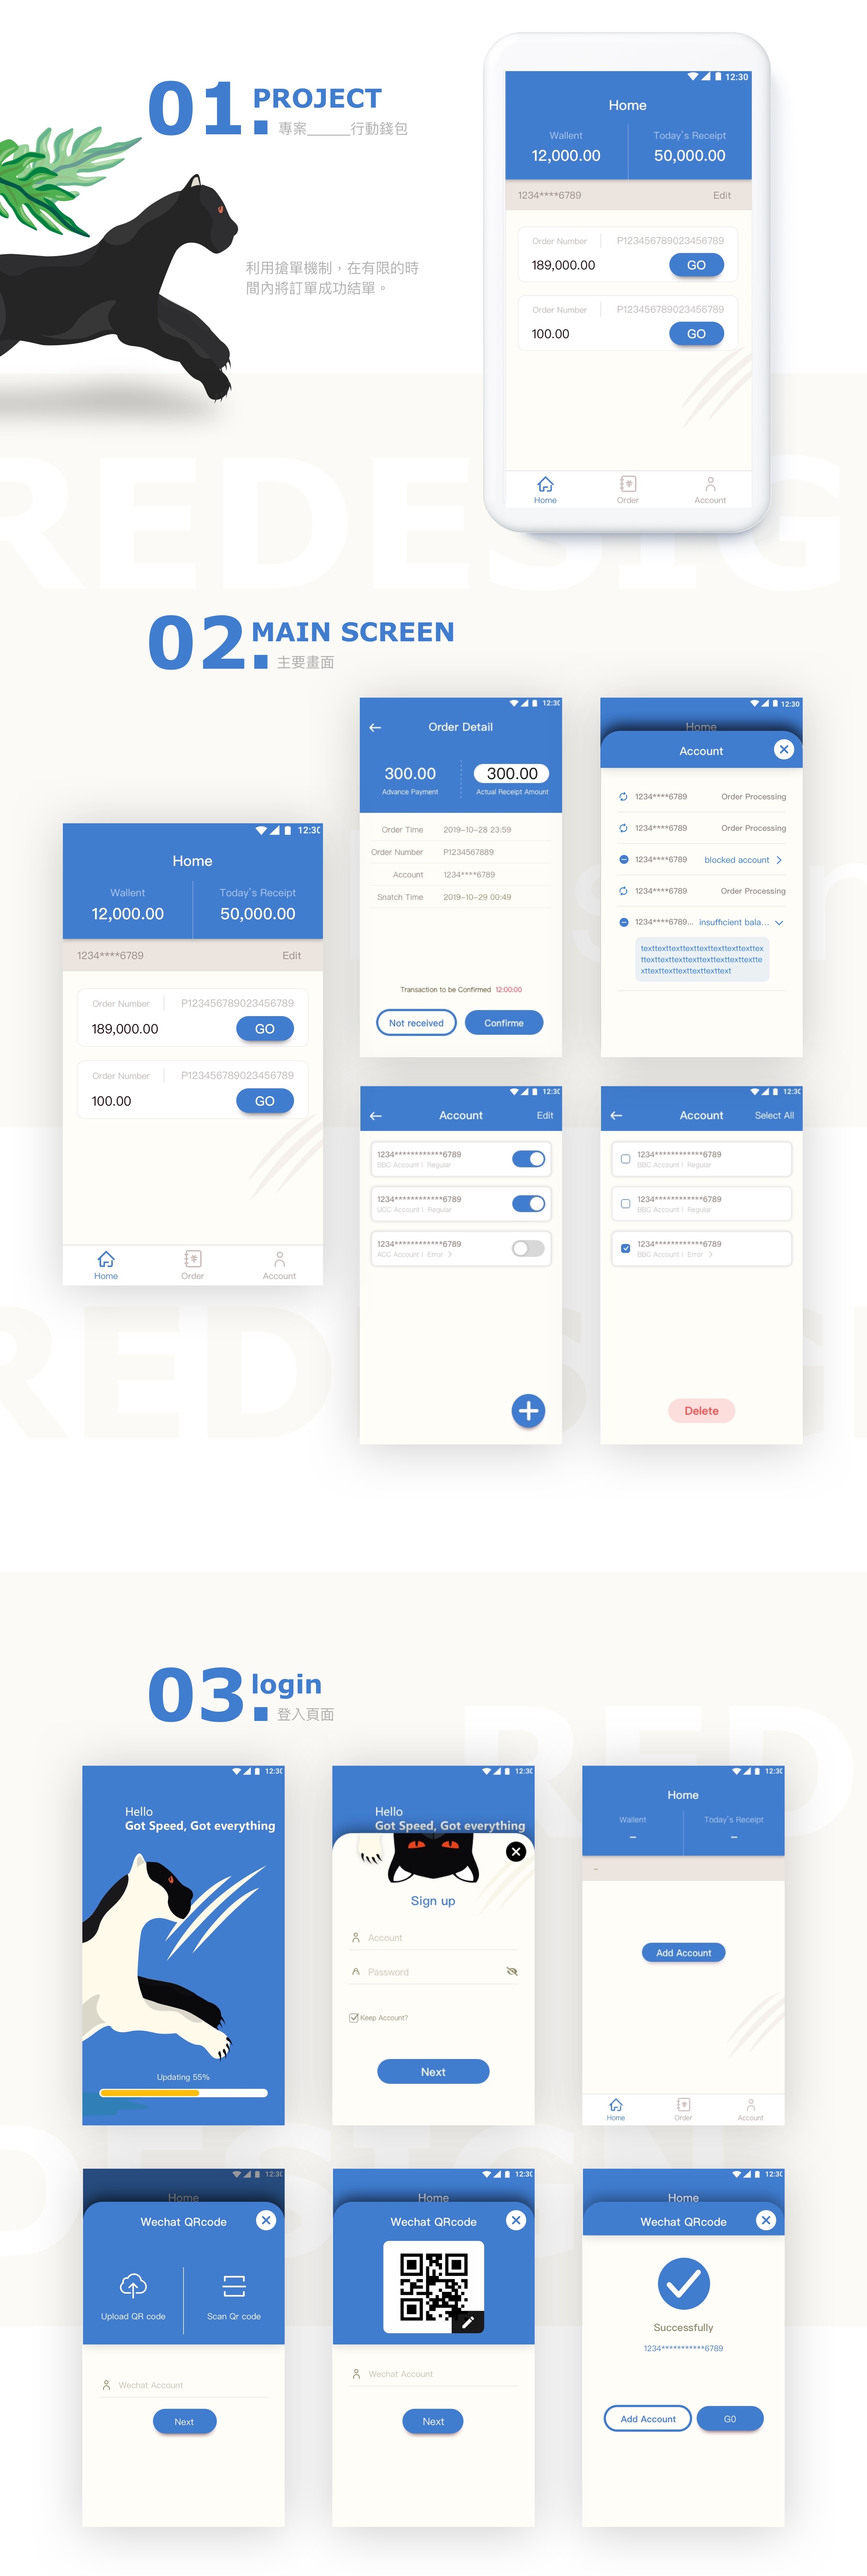 01.
PROJECT
專案______行動錢包
利用搶單機制，在有限的時
間內將訂單成功結單。
12:30
Home
Wallent
Today's Receipt
12,000.00
50,000.00
1234****6789
Edit
Order Number
P123456789023456789
189,000.00
GO
Order Number
P123456789023456789
100.00
GO
Home
Order
Account
REDESIG
02.
MAIN SCREEN
主要畫面
12:30
Home
Wallent
Today's Receipt
12,000.00
50,000.00
1234****6789
Edit
Order Number
P123456789023456789
189,000.00
GO
Order Number
P123456789023456789
100.00
GO
Home
Order
Account
12:30
Order Detail
300.00
300.00
Advance Payment
Actual Receipt Amount
Order Time 2019-10-28 23:59
Order Number P1234567889
Account 1234****6789
Snatch Time 2019-10-29 00:49
Transaction to be Confirmed 12:00:00
Not received
Confirme
12:30
Home
Account
1234****6789 Order Processing
1234****6789 Order Processing
1234****6789 blocked account
1234****6789 Order Processing
1234****6789... insufficient bala...
texttexttexttexttexttexttexttexttex
ttexttexttexttexttexttexttexttextte
xttexttexttexttexttexttext
12:30
Account
Edit
1234************6789
BBC Account | Regular
1234************6789
UCC Account | Regular
1234************6789
ACC Account | Error
12:30
Account
Select All
1234************6789
BBC Account | Regular
1234************6789
BBC Account | Regular
1234************6789
BBC Account | Error
Delete
03.
login
登入頁面
RED
12:30
Hello
Got Speed, Got everything
Updating 55%
12:30
Hello
Got Speed, Got everything
Sign up
Account
Password
Keep Account?
Next
12:30
Home
Wallent
Today's Receipt
–
–
–
Add Account
Home
Order
Account
DESIGN
12:30
Home
Wechat QRcode
Upload QR code
Scan Qr code
Wechat Account
Next
12:30
Home
Wechat QRcode
Wechat Account
Next
12:30
Home
Wechat QRcode
Successfully
1234***********6789
Add Account
GO